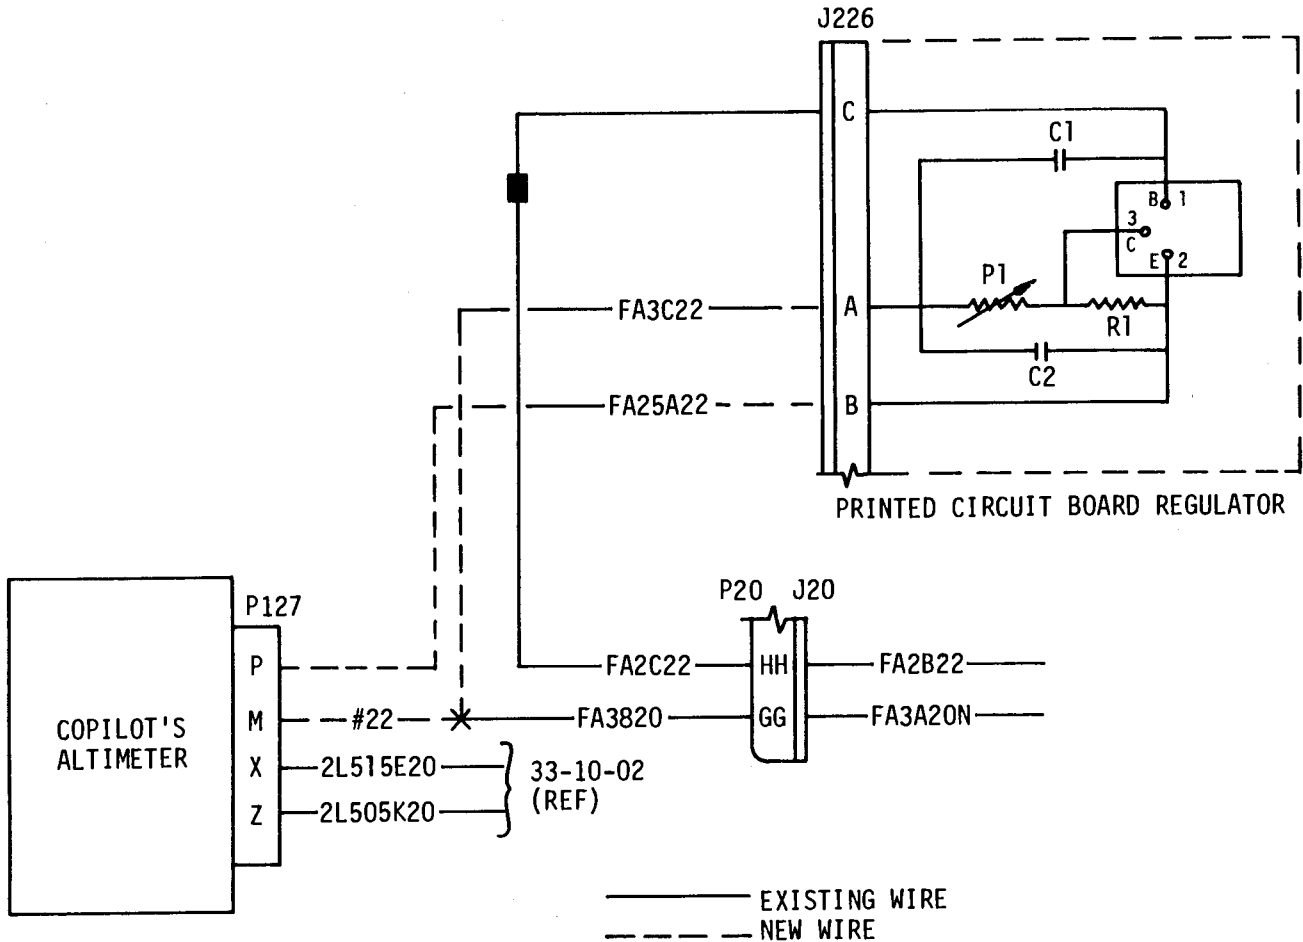 J226
C
C1
B 1
3
C
E 2
P1
FA3C22
A
R1
C2
FA25A22
B
PRINTED CIRCUIT BOARD REGULATOR
P20 J20
P127
P
FA2C22
HH
FA2B22
M
#22
FA3B20
GG
FA3A20N
COPILOT'S
ALTIMETER
X
2L515E20
33-10-02
(REF)
Z
2L505K20
EXISTING WIRE
NEW WIRE